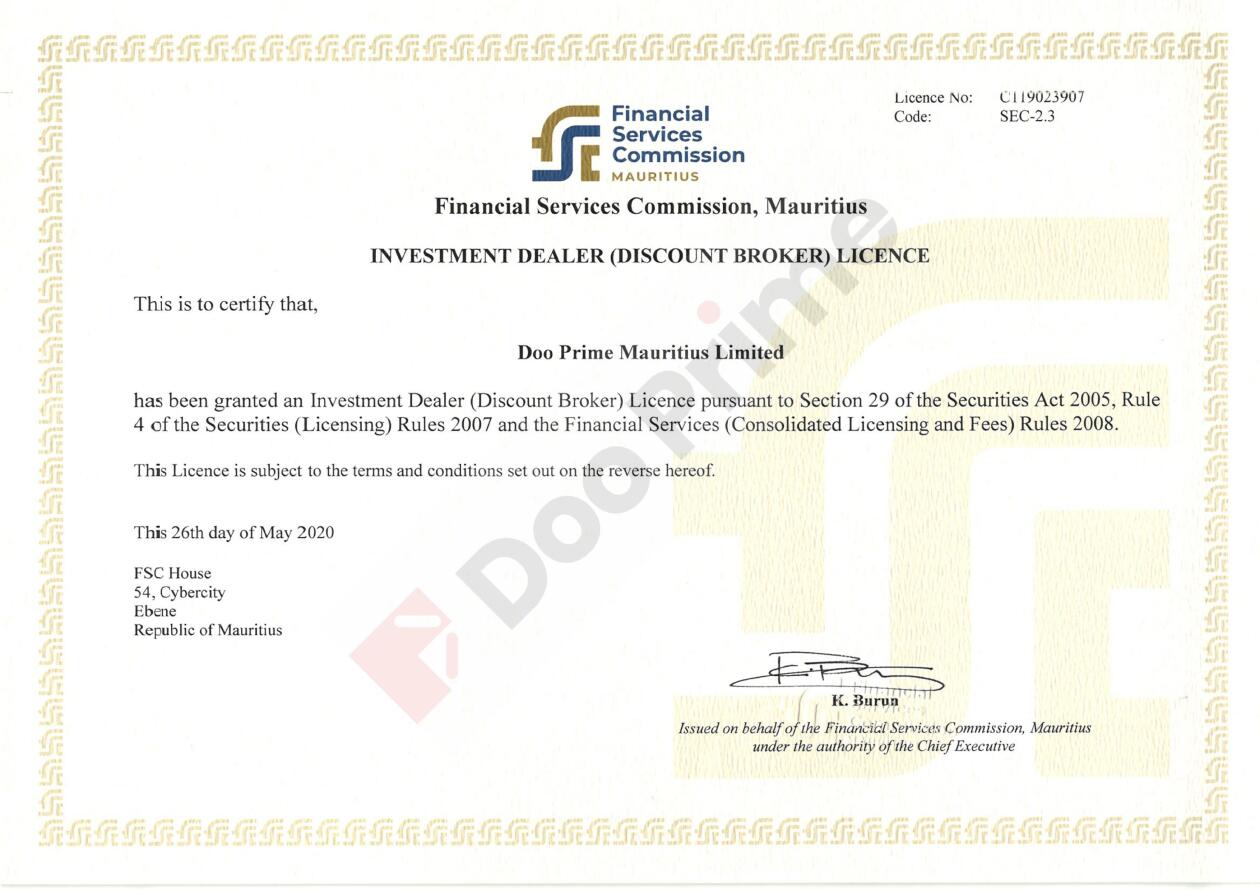 Licence No: C119023907
Code: SEC-2.3
Financial
Services
Commission
MAURITIUS
Financial Services Commission, Mauritius
INVESTMENT DEALER (DISCOUNT BROKER) LICENCE
This is to certify that,
Doo Prime Mauritius Limited
has been granted an Investment Dealer (Discount Broker) Licence pursuant to Section 29 of the Securities Act 2005, Rule
4 of the Securities (Licensing) Rules 2007 and the Financial Services (Consolidated Licensing and Fees) Rules 2008.
This Licence is subject to the terms and conditions set out on the reverse hereof.
Doo Prime
This 26th day of May 2020
FSC House
54, Cybercity
Ebene
Republic of Mauritius
K. Burun
Issued on behalf of the Financial Services Commission, Mauritius
under the authority of the Chief Executive